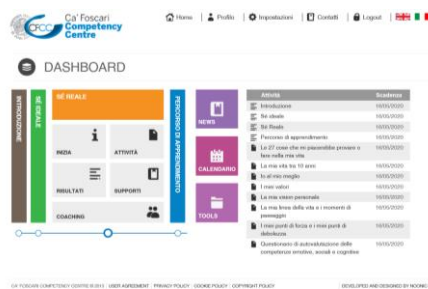 CFCC
Ca' Foscari
Competency
Centre
Home | Profilo | Impostazioni | Contatti | Logout
DASHBOARD
INTRODUZIONE
SÉ IDEALE
SÉ REALE
INIZIA
ATTIVITÀ
RISULTATI
SUPPORTI
COACHING
PERCORSO DI APPRENDIMENTO
NEWS
CALENDARIO
TOOLS
Attività Scadenza
Introduzione 10/05/2020
Sé ideale 10/05/2020
Sé Reale 10/05/2020
Percorso di apprendimento 10/05/2020
Le 27 cose che mi piacerebbe provare o
fare nella mia vita 10/05/2020
La mia vita tra 10 anni 10/05/2020
Io al mio meglio 10/05/2020
I miei valori 10/05/2020
La mia vision personale 10/05/2020
La mia linea della vita e i momenti di
passaggio 10/05/2020
I miei punti di forza e i miei punti di
debolezza 10/05/2020
Questionario di autovalutazione delle
competenze emotive, sociali e cognitive 10/05/2020
CA' FOSCARI COMPETENCY CENTRE © 2015 | USER AGREEMENT | PRIVACY POLICY | COOKIE POLICY | COPYRIGHT POLICY
DEVELOPED AND DESIGNED BY NOONIC